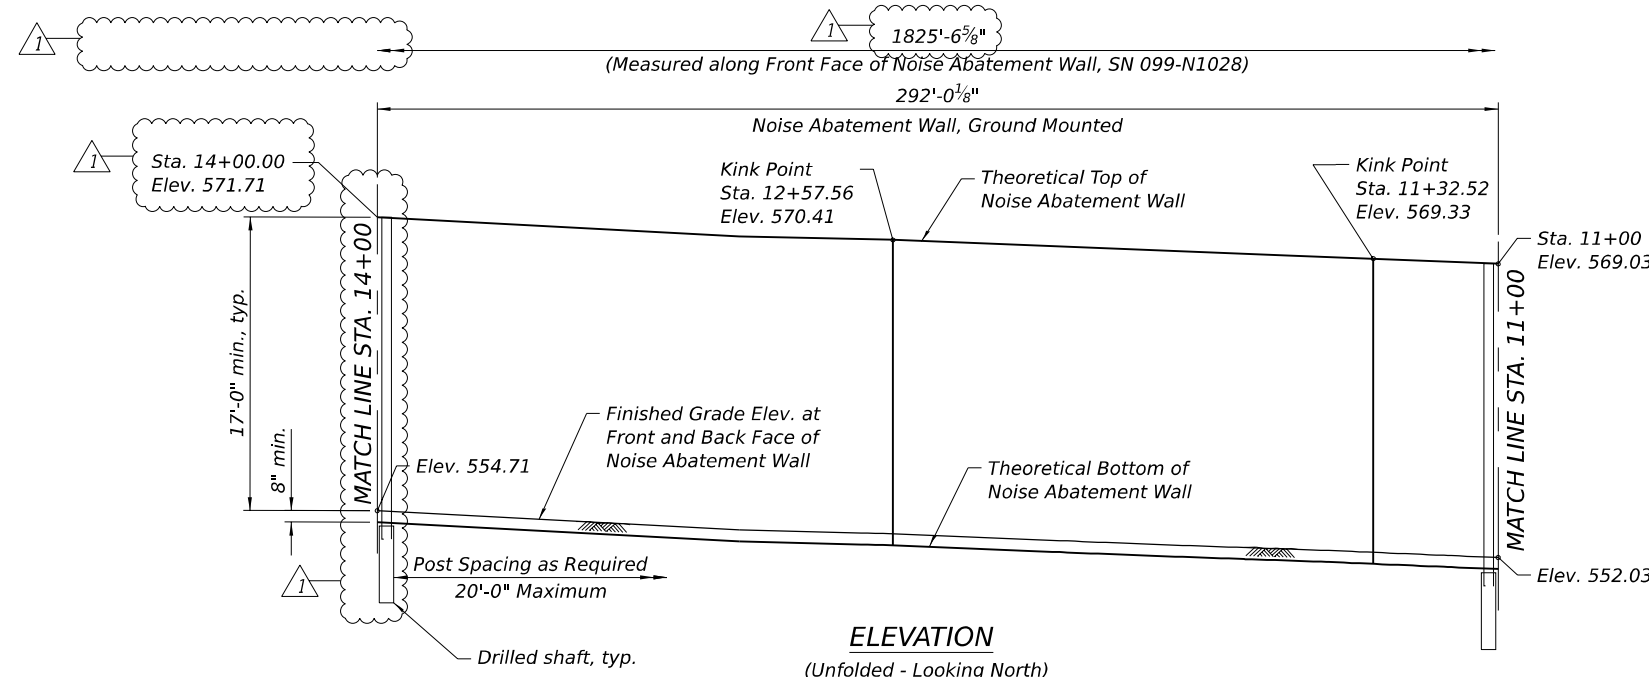 1
1
1825'-6⅝"
(Measured along Front Face of Noise Abatement Wall, SN 099-N1028)
292'-0⅛"
Noise Abatement Wall, Ground Mounted
1
Sta. 14+00.00
Elev. 571.71
Kink Point
Sta. 12+57.56
Elev. 570.41
Theoretical Top of
Noise Abatement Wall
Kink Point
Sta. 11+32.52
Elev. 569.33
Sta. 11+00
Elev. 569.03
17'-0" min., typ.
8" min.
MATCH LINE STA. 14+00
MATCH LINE STA. 11+00
Finished Grade Elev. at
Front and Back Face of
Noise Abatement Wall
Elev. 554.71
Theoretical Bottom of
Noise Abatement Wall
Elev. 552.03
1
Post Spacing as Required
20'-0" Maximum
Drilled shaft, typ.
ELEVATION
(Unfolded - Looking North)